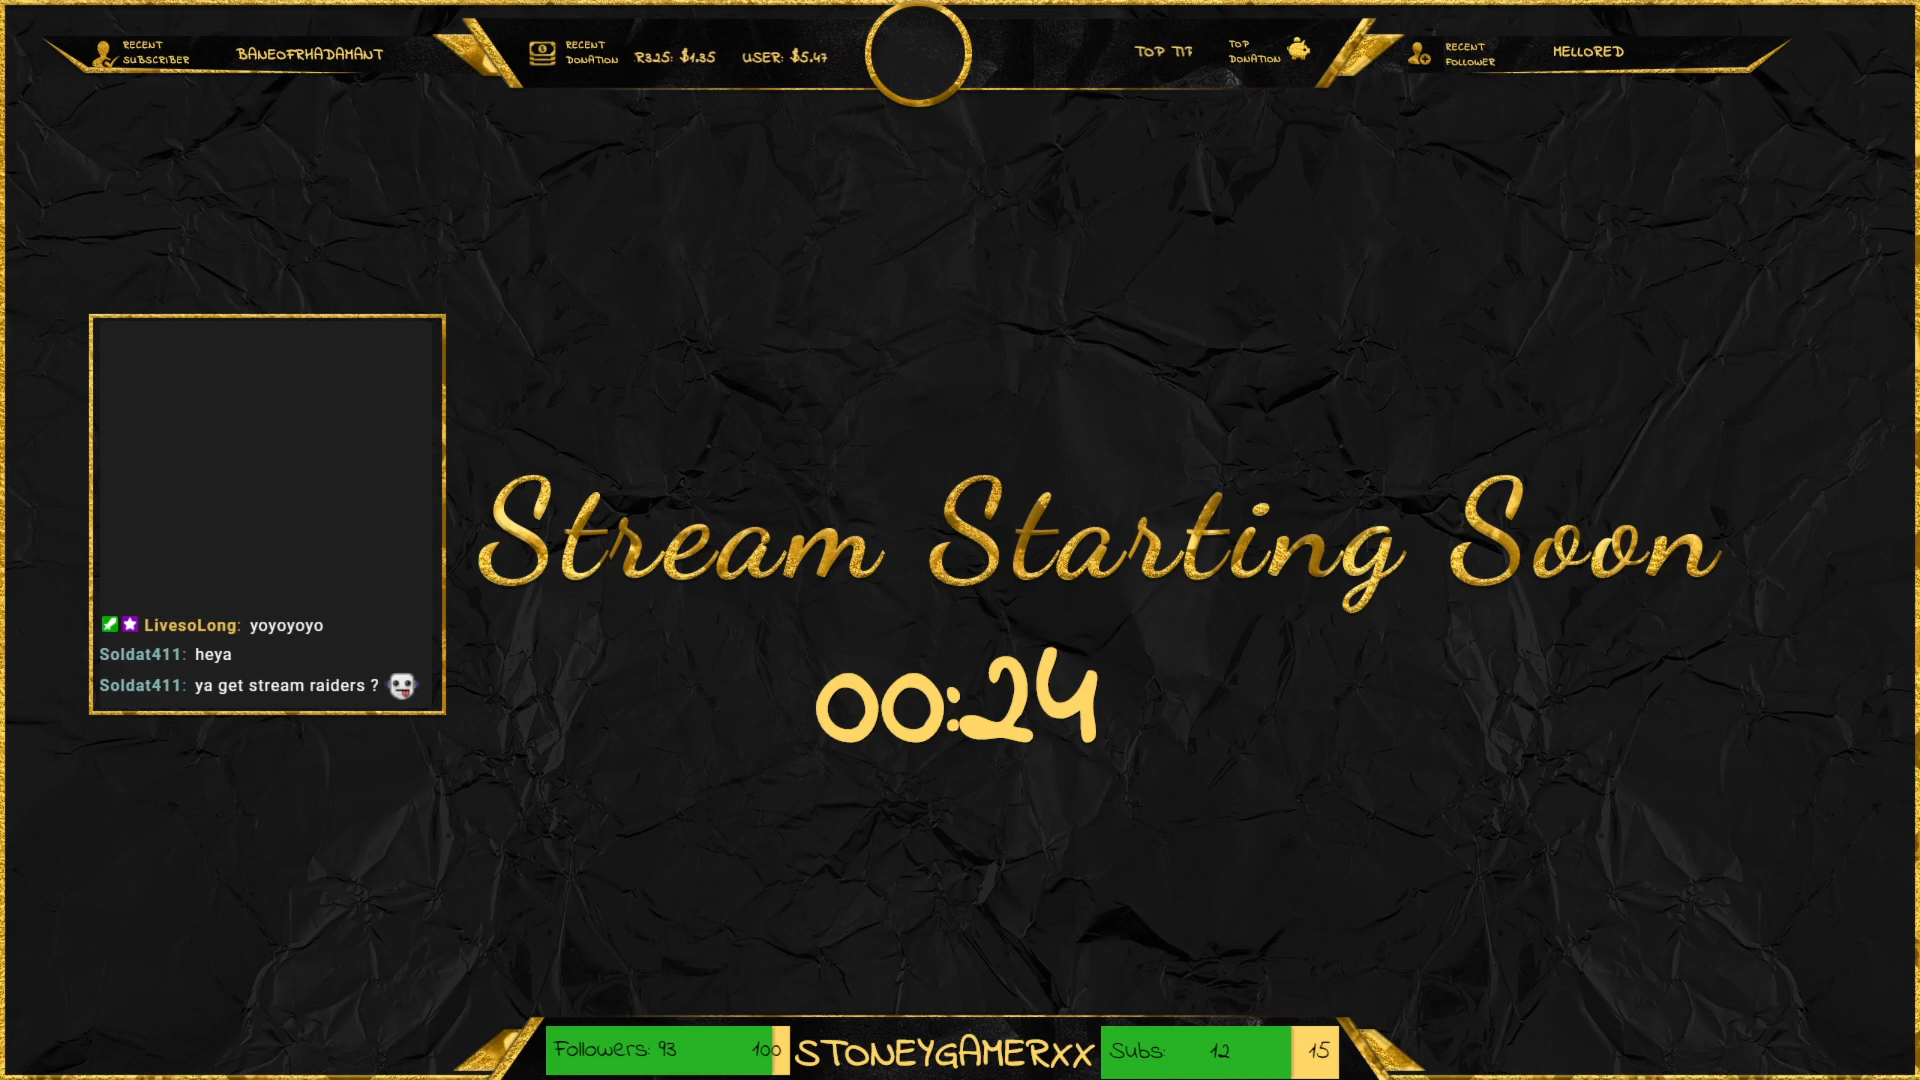 RECENT
SUBSCRIBER
BANEOFRHADAMANT
RECENT
DONATION
R325: $1.35
USER: $5.47
TOP TIP
TOP
DONATION
RECENT
FOLLOWER
MELLORED
Stream Starting Soon
00:24
LivesoLong: yoyoyoyo
Soldat411: heya
Soldat411: ya get stream raiders ?
Followers: 93 100
STONEYGAMERXX
Subs: 12 15